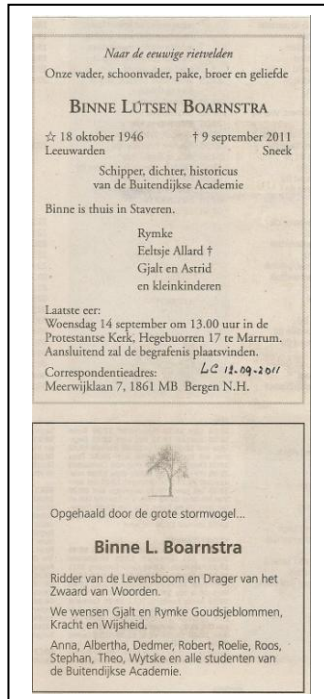 Naar de eeuwige rietvelden
Onze vader, schoonvader, pake, broer en geliefde
BINNE LÚTSEN BOARNSTRA
☆ 18 oktober 1946 † 9 september 2011
Leeuwarden Sneek
Schipper, dichter, historicus
van de Buitendijkse Academie
Binne is thuis in Staveren.
Rymke
Eeltsje Allard †
Gjalt en Astrid
en kleinkinderen
Laatste eer:
Woensdag 14 september om 13.00 uur in de
Protestantse Kerk, Hegebuorren 17 te Marrum.
Aansluitend zal de begrafenis plaatsvinden.
Correspondentieadres: LC 12-09-2011
Meerwijklaan 7, 1861 MB Bergen N.H.
Opgehaald door de grote stormvogel...
Binne L. Boarnstra
Ridder van de Levensboom en Drager van het
Zwaard van Woorden.
We wensen Gjalt en Rymke Goudsjeblommen,
Kracht en Wijsheid.
Anna, Albertha, Dedmer, Robert, Roelie, Roos,
Stephan, Theo, Wytske en alle studenten van
de Buitendijkse Academie.